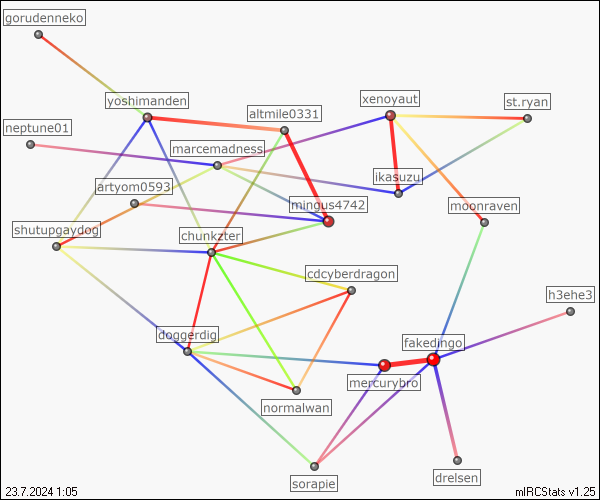 gorudenneko
yoshimanden
altmile0331
xenoyaut
st.ryan
neptune01
marcemadness
ikasuzu
artyom0593
mingus4742
moonraven
shutupgaydog
chunkzter
cdcyberdragon
h3ehe3
doggerdig
fakedingo
mercurybro
normalwan
sorapie
drelsen
23.7.2024 1:05
mIRCStats v1.25